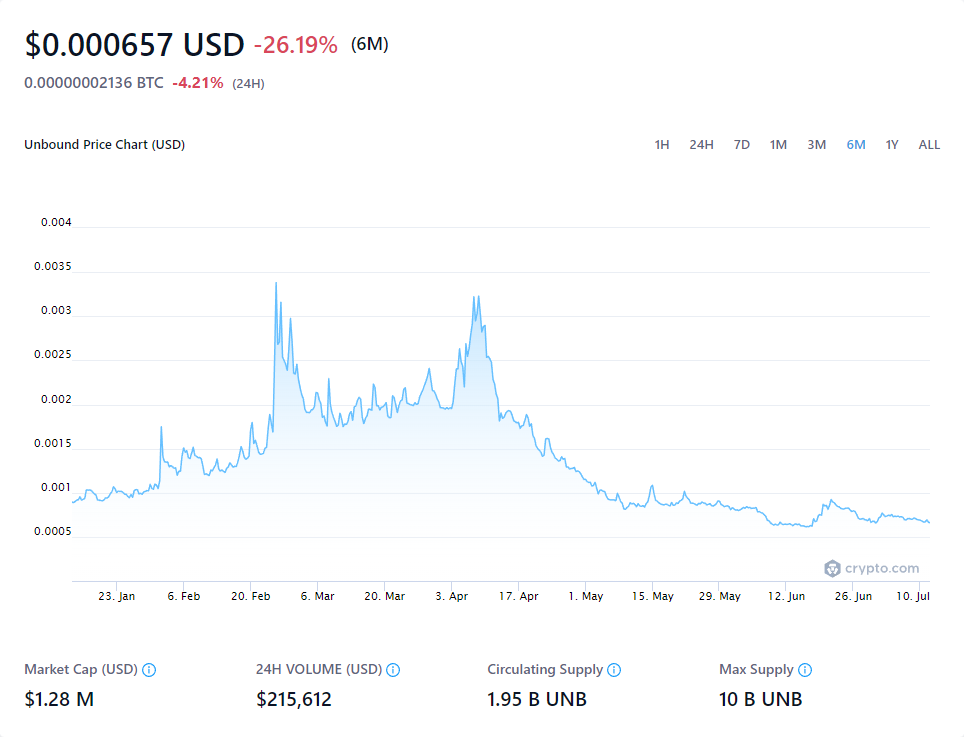 $0.000657 USD -26.19% (6M)
0.00000002136 BTC -4.21% (24H)
Unbound Price Chart (USD) 1H 24H 7D 1M 3M 6M 1Y ALL
0.004
0.0035
0.003
0.0025
0.002
0.0015
0.001
0.0005
crypto.com
23. Jan 6. Feb 20. Feb 6. Mar 20. Mar 3. Apr 17. Apr 1. May 15. May 29. May 12. Jun 26. Jun 10. Jul
Market Cap (USD) 24H VOLUME (USD) Circulating Supply Max Supply
$1.28 M $215,612 1.95 B UNB 10 B UNB